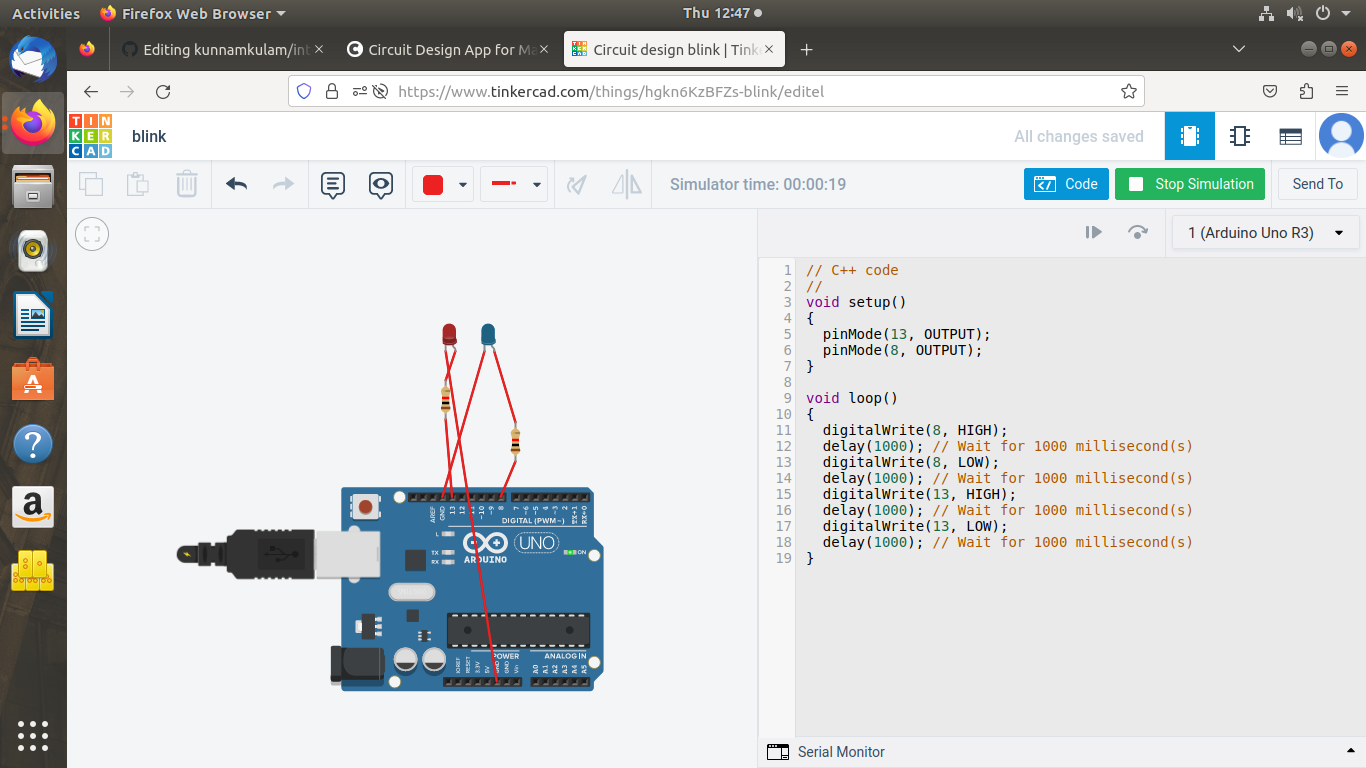 Activities Firefox Web Browser Thu 12:47
Editing kunnamkulam/int
Circuit Design App for Ma
Circuit design blink | Tink
https://www.tinkercad.com/things/hgkn6KzBFZs-blink/editel
TIN
KER
CAD
blink
All changes saved
Simulator time: 00:00:19
Code
Stop Simulation
Send To
1 (Arduino Uno R3)
1 // C++ code
2 //
3 void setup()
4 {
5 pinMode(13, OUTPUT);
6 pinMode(8, OUTPUT);
7 }
8
9 void loop()
10 {
11 digitalWrite(8, HIGH);
12 delay(1000); // Wait for 1000 millisecond(s)
13 digitalWrite(8, LOW);
14 delay(1000); // Wait for 1000 millisecond(s)
15 digitalWrite(13, HIGH);
16 delay(1000); // Wait for 1000 millisecond(s)
17 digitalWrite(13, LOW);
18 delay(1000); // Wait for 1000 millisecond(s)
19 }
AREF GND 13 12 ~11 ~10 ~9 8 7 ~6 ~5 4 ~3 2 TX→1 RX←0
DIGITAL (PWM~)
L
TX
RX
UNO
ON
ARDUINO
POWER
ANALOG IN
IOREF RESET 3.3V 5V GND GND Vin A0 A1 A2 A3 A4 A5
Serial Monitor